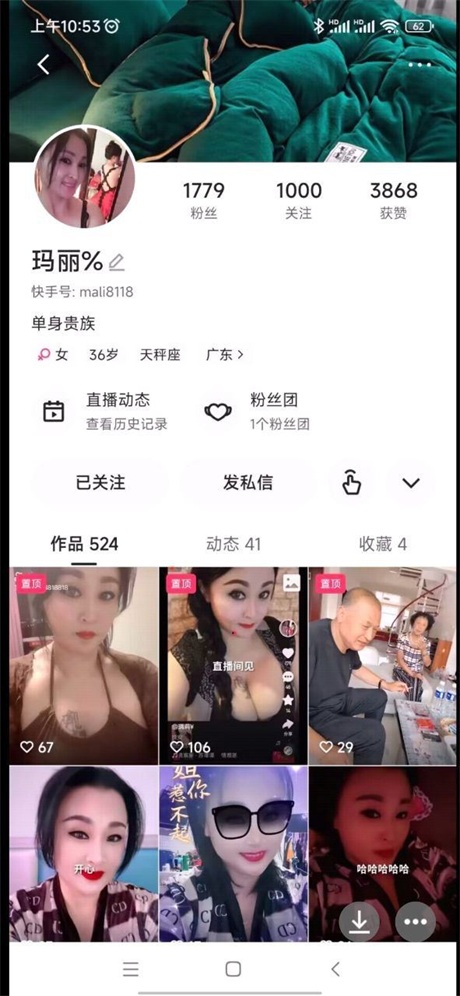 上午10:53
HD HD 62
1779 1000 3868
粉丝 关注 获赞
玛丽%
快手号: mali8118
单身贵族
女 36岁 天秤座 广东
直播动态 粉丝团
查看历史记录 1个粉丝团
已关注 发私信
作品 524 动态 41 收藏 4
置顶 置顶 置顶
直播间见
67 106 29
姐
惹你
不起
开心
哈哈哈哈哈